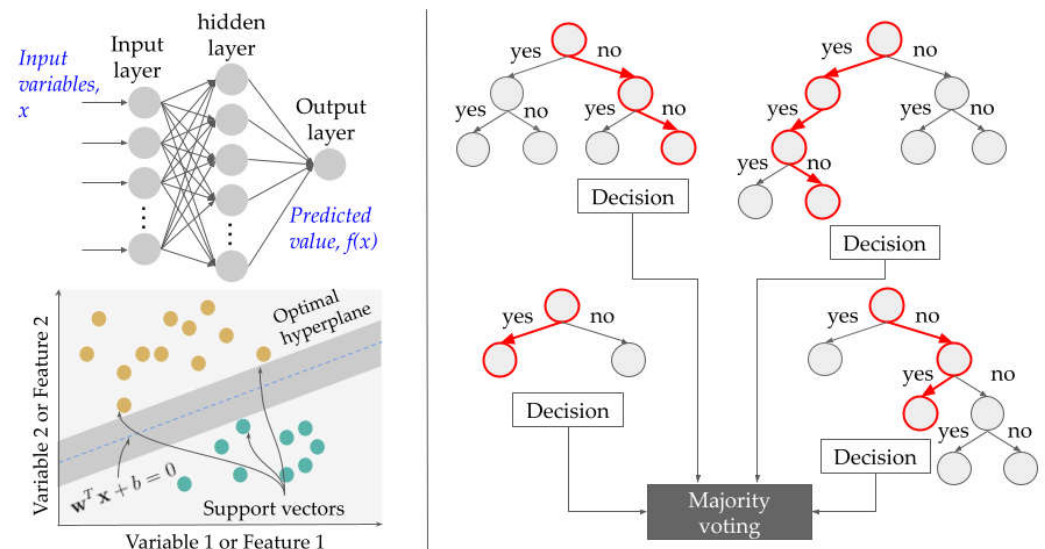 Input variables, x
Input
layer
hidden
layer
Output
layer
Predicted
value, f(x)
Variable 2 or Feature 2
Optimal
hyperplane
w^T x + b = 0
Support vectors
Variable 1 or Feature 1
yes no
yes no yes no
Decision
yes no
yes no
yes no
Decision
yes no
Decision
yes no
yes no
yes no
Decision
Majority
voting